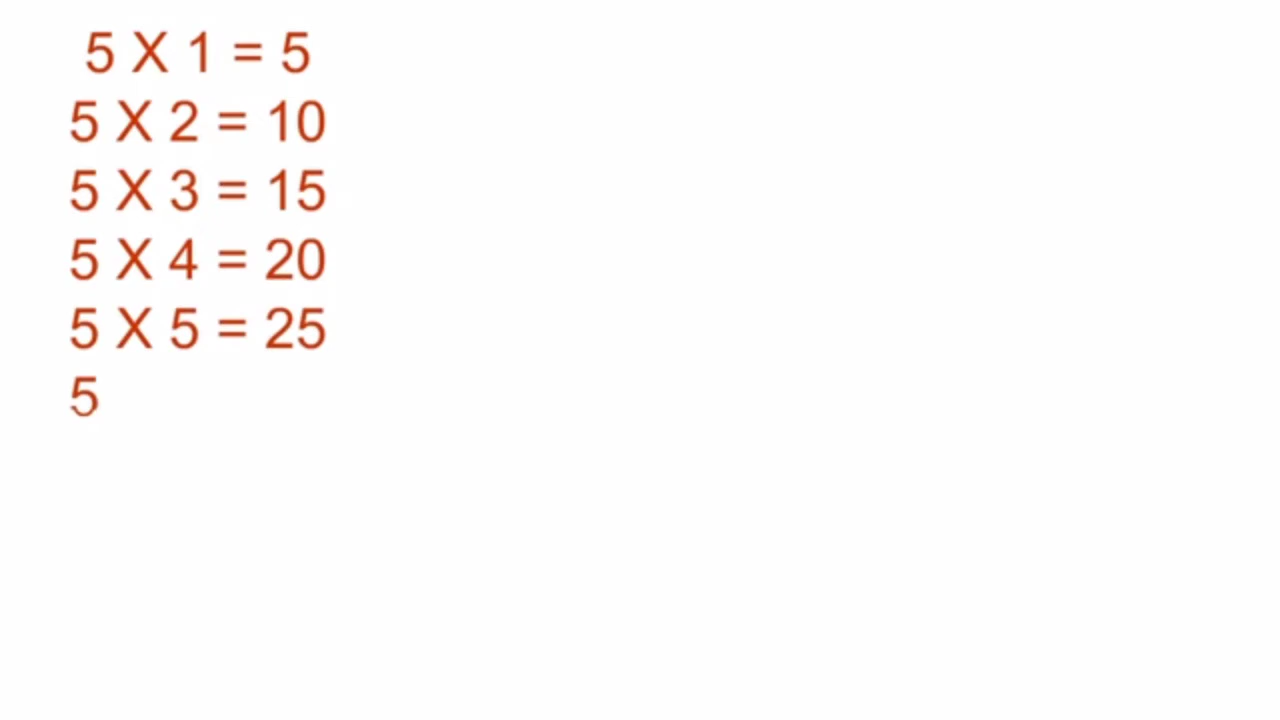 5 X 1 = 5
5 X 2 = 10
5 X 3 = 15
5 X 4 = 20
5 X 5 = 25
5